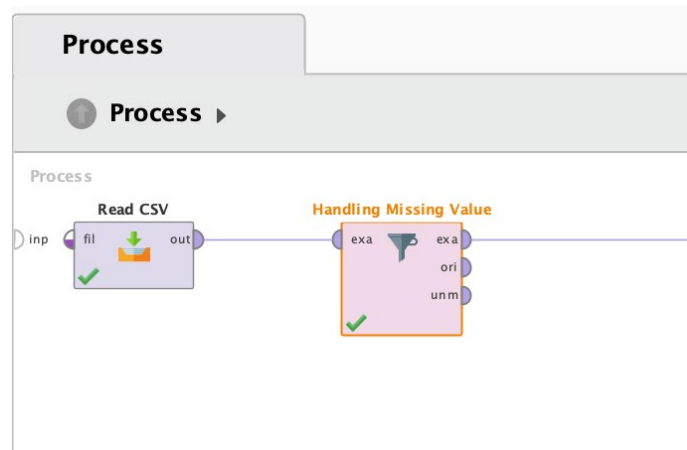 Process
Process
Process
Read CSV
Handling Missing Value
inp
fil
out
exa
exa
ori
unm